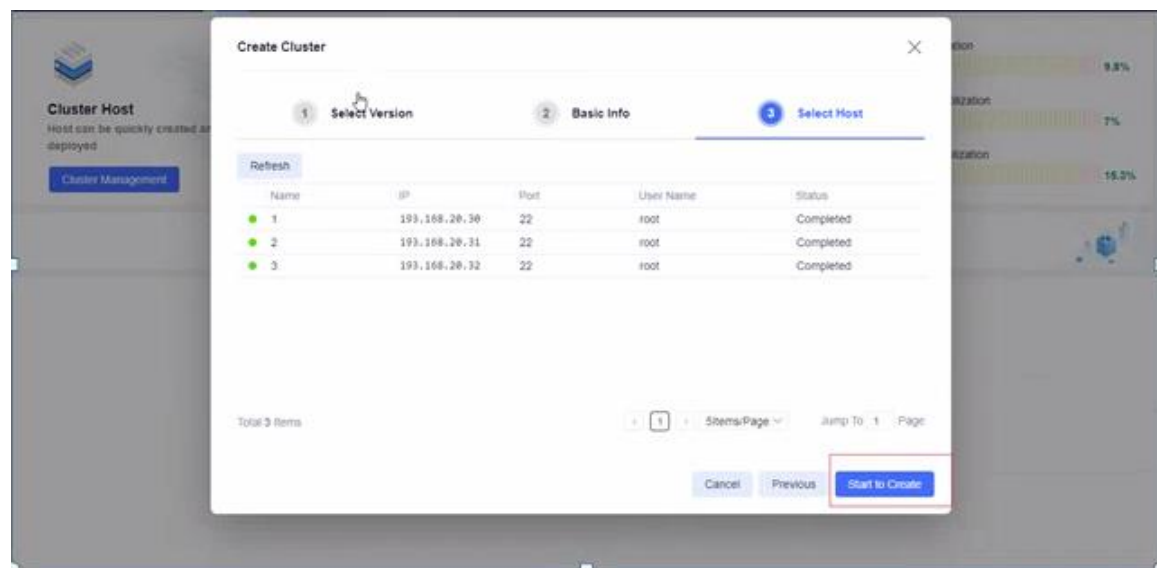 Create Cluster
1 Select Version
2 Basic Info
3 Select Host
Refresh
Name IP Port User Name Status
1 193.168.20.30 22 root Completed
2 193.168.20.31 22 root Completed
3 193.168.20.32 22 root Completed
Total 3 Items
1 5Items/Page Jump To 1 Page
Cancel Previous Start to Create
Cluster Host
Host can be quickly created
deployed
Cluster Management
9.8%
7%
15.3%